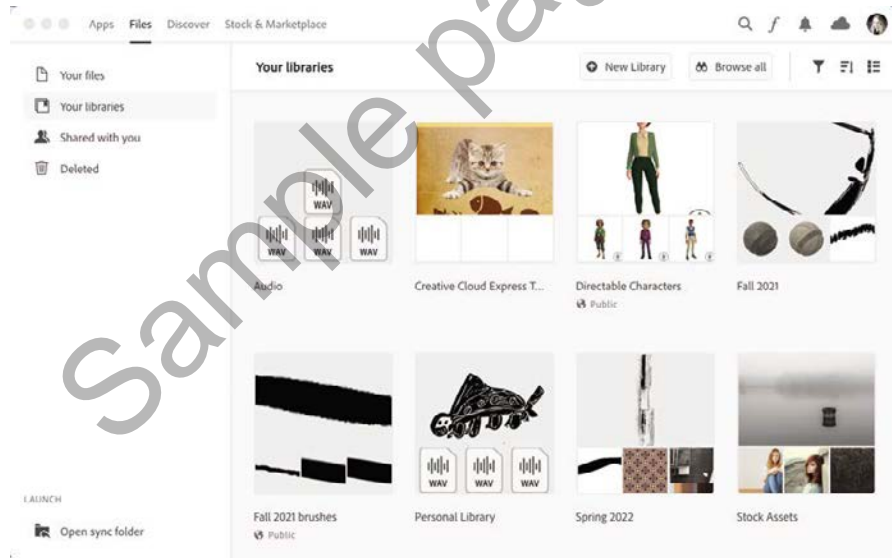 Apps Files Discover Stock & Marketplace
Your files
Your libraries
Shared with you
Deleted
LAUNCH
Open sync folder
Your libraries
New Library
Browse all
WAV
WAV WAV WAV
Audio
Creative Cloud Express T...
Directable Characters
Public
Fall 2021
Fall 2021 brushes
Public
WAV WAV WAV
Personal Library
Spring 2022
Stock Assets